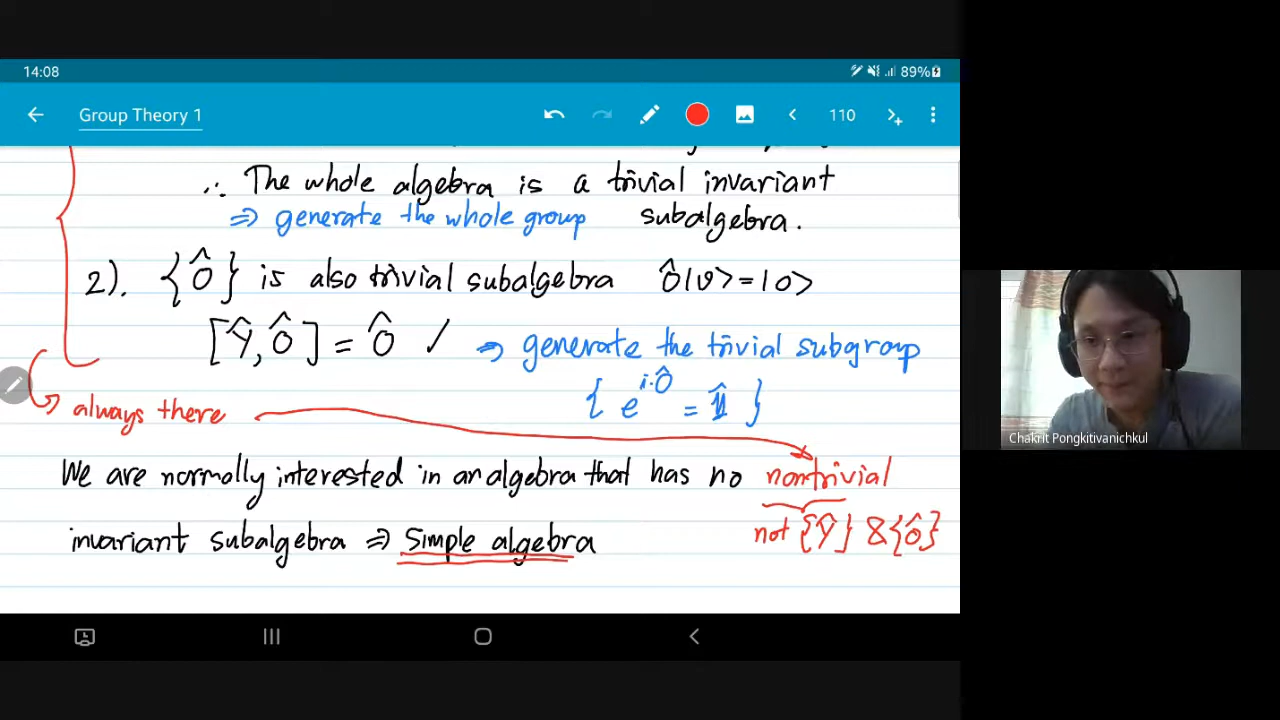 14:08
89%
Group Theory 1
110
∴ The whole algebra is a trivial invariant
⇒ generate the whole group subalgebra.
2). {Ô} is also trivial subalgebra Ô|v> = |0>
[Ŷ, Ô] = Ô ✓ ⇒ generate the trivial subgroup
{ e^{i·Ô} = 𝟙̂ }
always there
We are normally interested in an algebra that has no nontrivial
not {Ŷ} & {Ô}
invariant subalgebra ⇒ Simple algebra
Chakrit Pongkitivanichkul